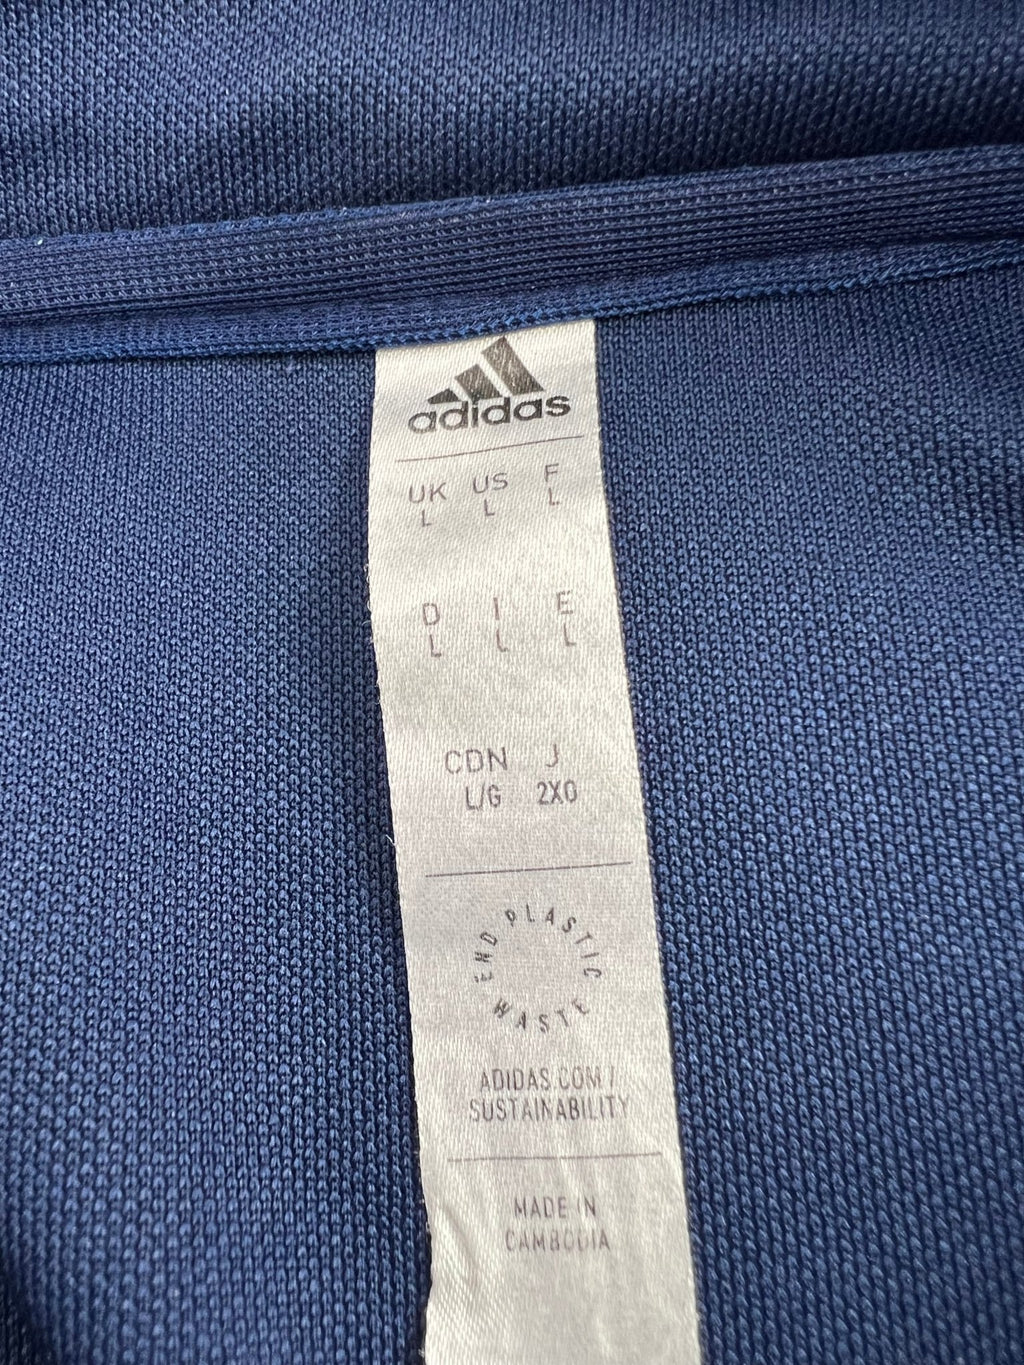 adidas
UK US F
L L L
D I E
L L L
CDN J
L/G 2XO
END PLASTIC WASTE
ADIDAS.COM /
SUSTAINABILITY
MADE IN
CAMBODIA